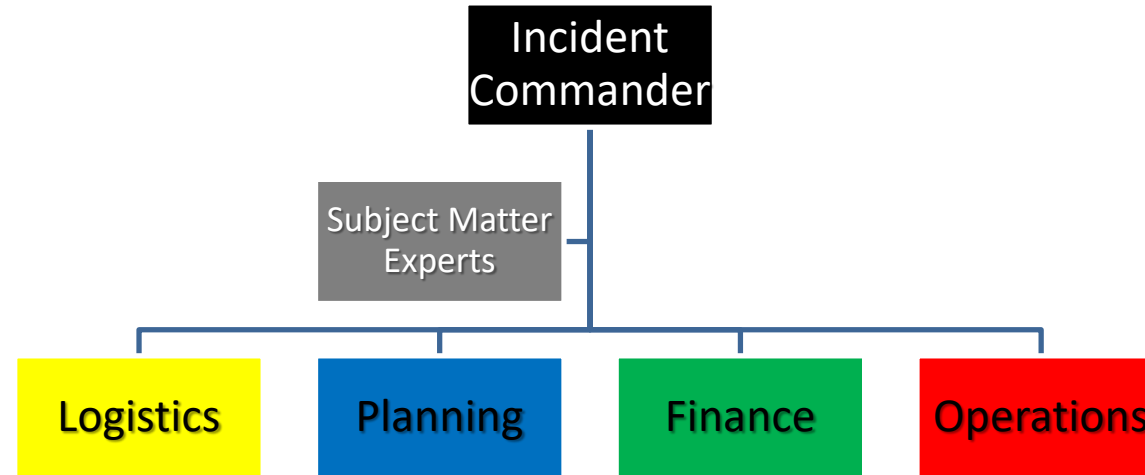 Incident
Commander
Subject Matter
Experts
Logistics
Planning
Finance
Operations